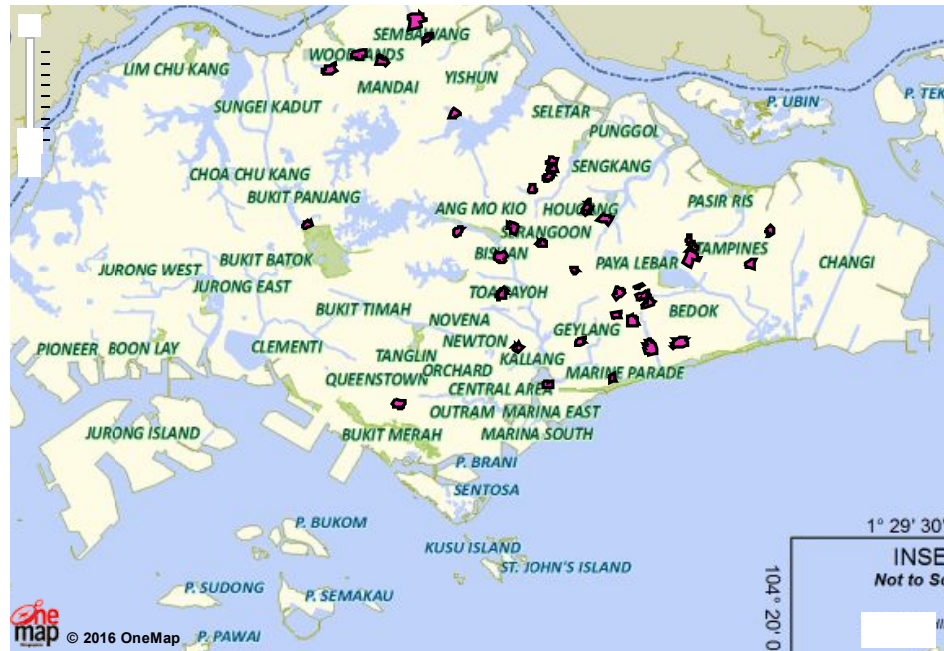 SEMBAWANG
WOODLANDS
LIM CHU KANG
YISHUN
MANDAI
P. UBIN
P. TEK
SUNGEI KADUT
SELETAR
PUNGGOL
SENGKANG
CHOA CHU KANG
BUKIT PANJANG
PASIR RIS
ANG MO KIO
HOUGANG
SERANGOON
BISHAN
TAMPINES
BUKIT BATOK
PAYA LEBAR
CHANGI
JURONG WEST
JURONG EAST
TOA PAYOH
BUKIT TIMAH
BEDOK
NOVENA
GEYLANG
NEWTON
PIONEER
BOON LAY
CLEMENTI
TANGLIN
KALLANG
ORCHARD
MARINE PARADE
QUEENSTOWN
CENTRAL AREA
OUTRAM
MARINA EAST
JURONG ISLAND
BUKIT MERAH
MARINA SOUTH
P. BRANI
SENTOSA
P. BUKOM
1° 29' 30'
KUSU ISLAND
INSE
ST. JOHN'S ISLAND
Not to So
104° 20' 0
P. SUDONG
P. SEMAKAU
One
map © 2016 OneMap
P. PAWAI